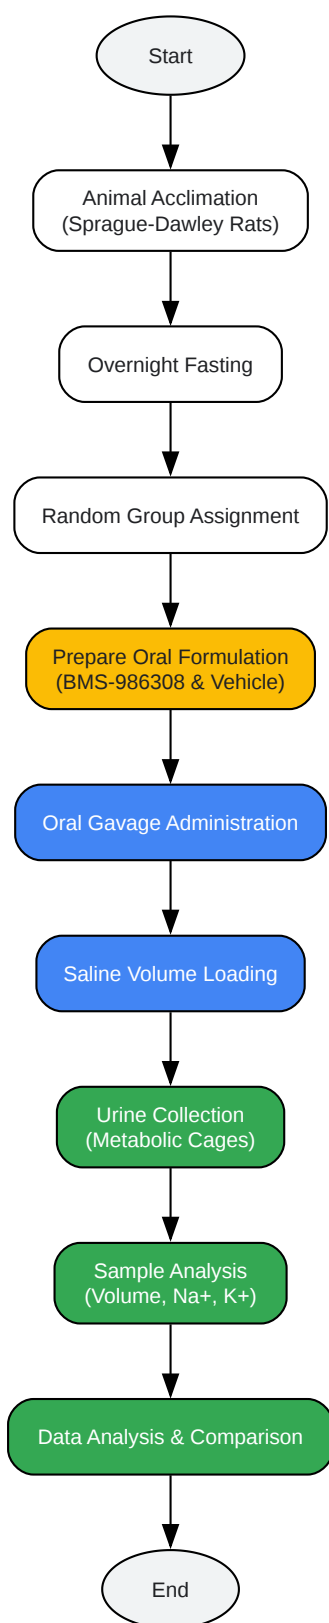 Start
Animal Acclimation
(Sprague-Dawley Rats)
Overnight Fasting
Random Group Assignment
Prepare Oral Formulation
(BMS-986308 & Vehicle)
Oral Gavage Administration
Saline Volume Loading
Urine Collection
(Metabolic Cages)
Sample Analysis
(Volume, Na+, K+)
Data Analysis & Comparison
End